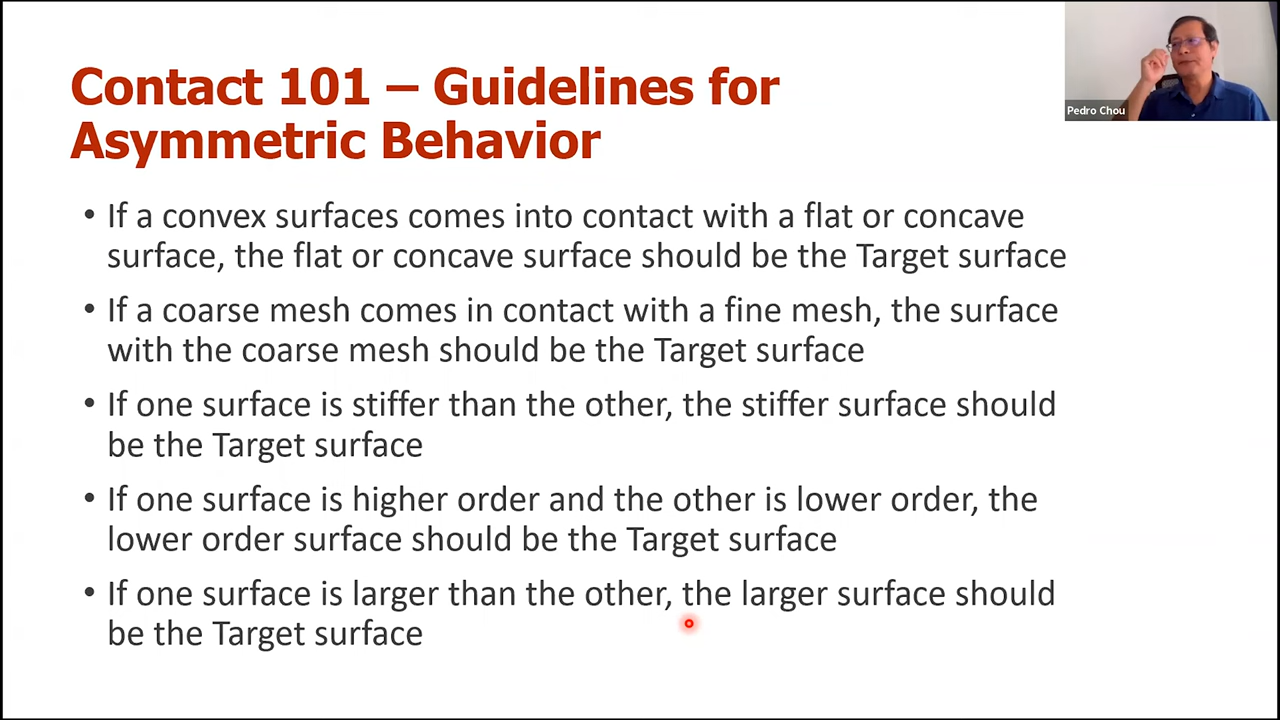 Contact 101 – Guidelines for
Asymmetric Behavior
• If a convex surfaces comes into contact with a flat or concave
surface, the flat or concave surface should be the Target surface
• If a coarse mesh comes in contact with a fine mesh, the surface
with the coarse mesh should be the Target surface
• If one surface is stiffer than the other, the stiffer surface should
be the Target surface
• If one surface is higher order and the other is lower order, the
lower order surface should be the Target surface
• If one surface is larger than the other, the larger surface should
be the Target surface
Pedro Chou